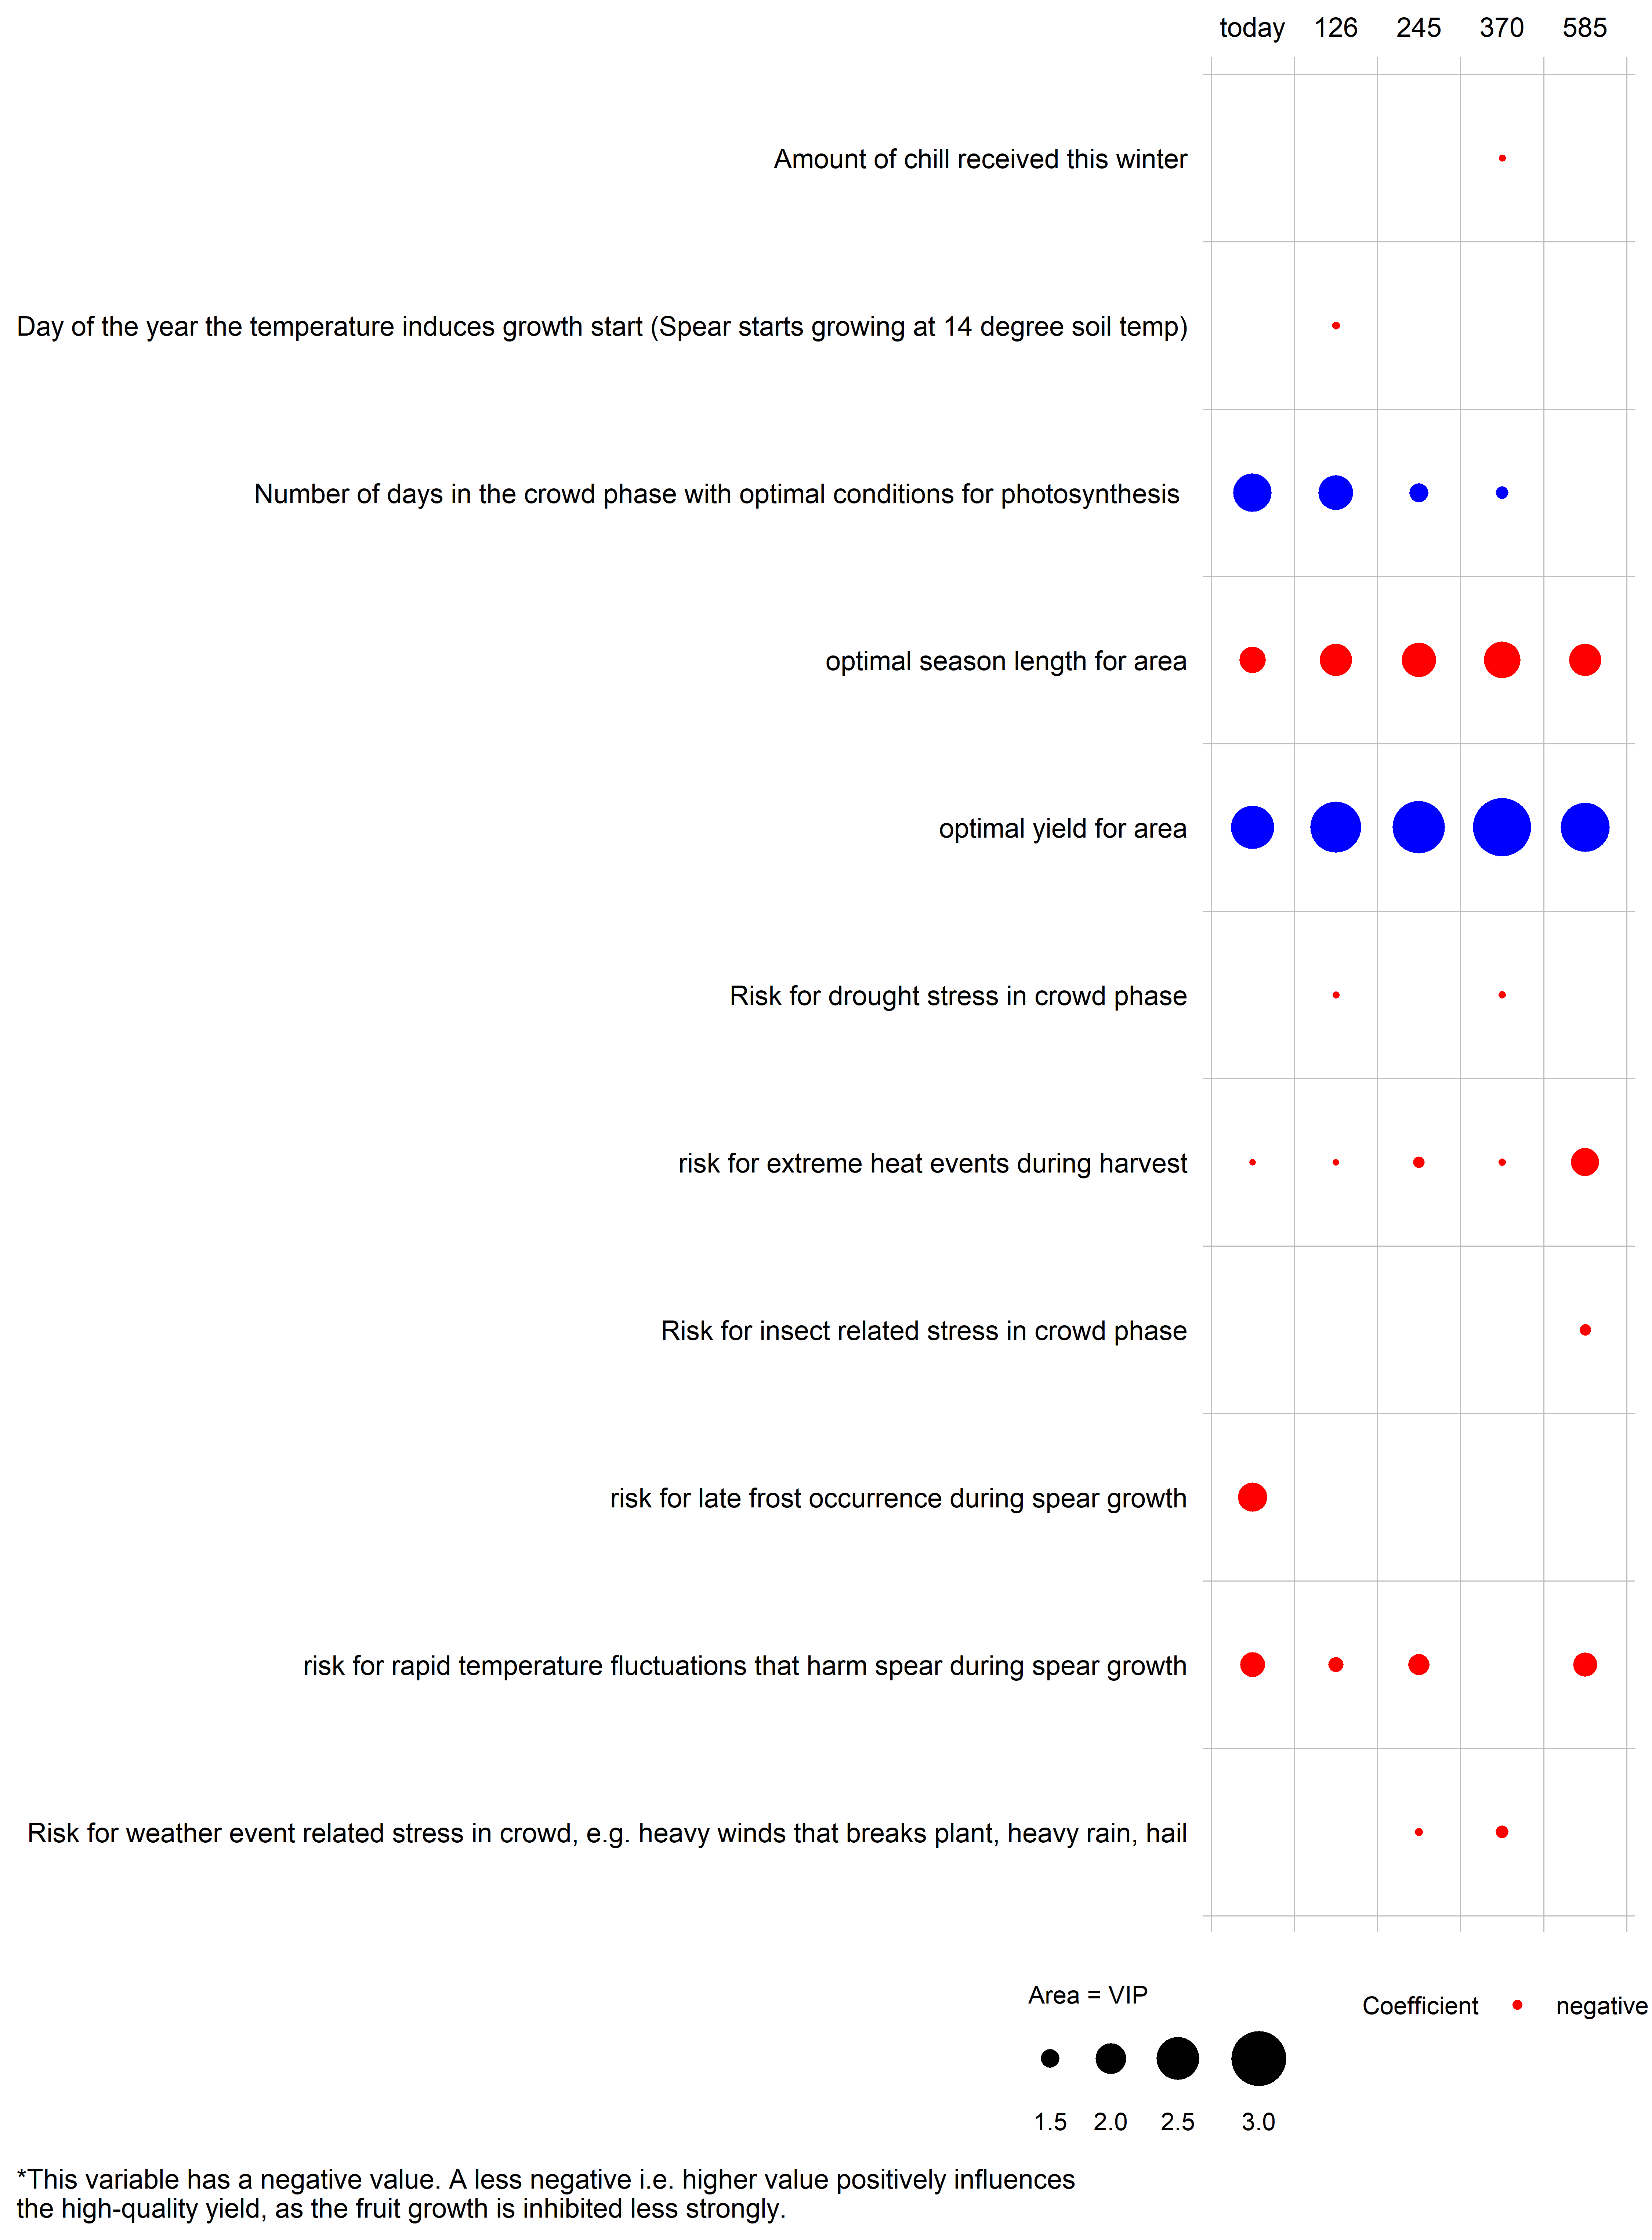 today 126 245 370 585
Amount of chill received this winter
Day of the year the temperature induces growth start (Spear starts growing at 14 degree soil temp)
Number of days in the crowd phase with optimal conditions for photosynthesis
optimal season length for area
optimal yield for area
Risk for drought stress in crowd phase
risk for extreme heat events during harvest
Risk for insect related stress in crowd phase
risk for late frost occurrence during spear growth
risk for rapid temperature fluctuations that harm spear during spear growth
Risk for weather event related stress in crowd, e.g. heavy winds that breaks plant, heavy rain, hail
Area = VIP
Coefficient negative
1.5 2.0 2.5 3.0
*This variable has a negative value. A less negative i.e. higher value positively influences
the high-quality yield, as the fruit growth is inhibited less strongly.